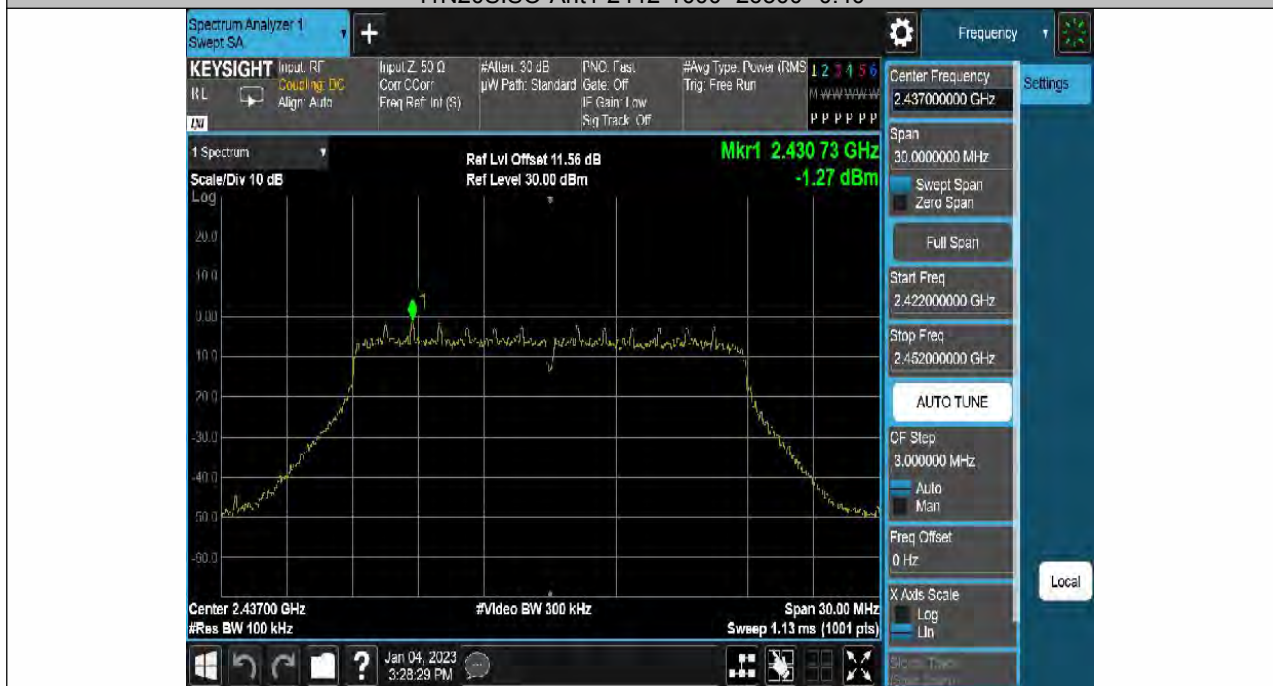 Spectrum Analyzer 1
Swept SA
Frequency
KEYSIGHT
Input: RF
Coupling: DC
Align: Auto
Input Z: 50 Ω
Corr CCorr
Freq Ref: Int (S)
#Atten: 30 dB
µW Path: Standard
PNO: Fast
Gate: Off
IF Gain: Low
Sig Track: Off
#Avg Type: Power (RMS
Trig: Free Run
1 2 3 4 5 6
M W W W W W
P P P P P P
LXI
1 Spectrum
Scale/Div 10 dB
Log
Ref Lvl Offset 11.56 dB
Ref Level 30.00 dBm
Mkr1 2.430 73 GHz
-1.27 dBm
20.0
10.0
0.00
10.0
20.0
-30.0
-40.0
50.0
-60.0
1
Center 2.43700 GHz
#Res BW 100 kHz
#Video BW 300 kHz
Span 30.00 MHz
Sweep 1.13 ms (1001 pts)
Center Frequency
2.437000000 GHz
Settings
Span
30.0000000 MHz
Swept Span
Zero Span
Full Span
Start Freq
2.422000000 GHz
Stop Freq
2.452000000 GHz
AUTO TUNE
CF Step
3.000000 MHz
Auto
Man
Freq Offset
0 Hz
X Axis Scale
Log
Lin
Local
?
Jan 04, 2023
3:28:29 PM